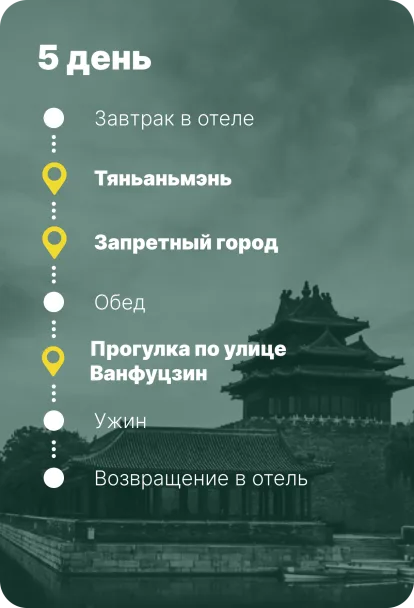 5 день
Завтрак в отеле
Тяньаньмэнь
Запретный город
Обед
Прогулка по улице
Ванфуцзин
Ужин
Возвращение в отель